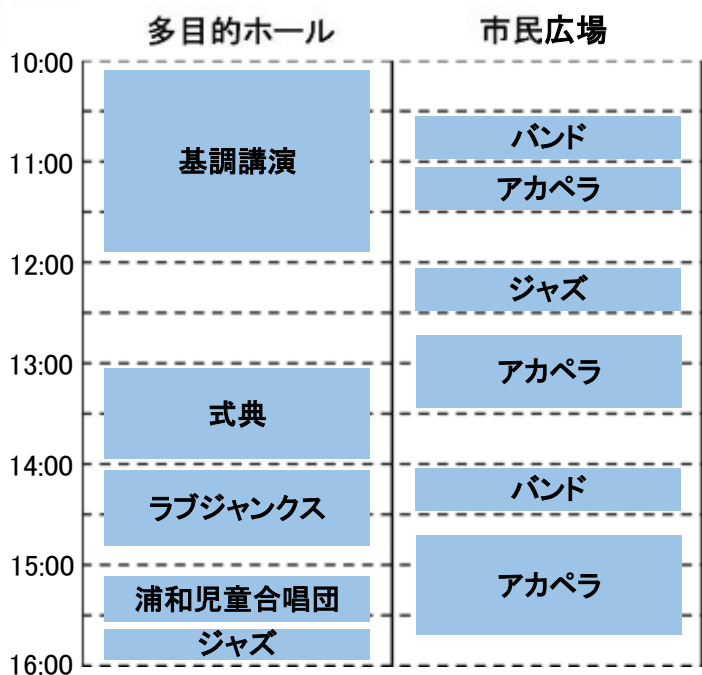 多目的ホール
市民広場
10:00
基調講演
バンド
11:00
アカペラ
12:00
ジャズ
13:00
アカペラ
式典
14:00
バンド
ラブジャンクス
15:00
アカペラ
浦和児童合唱団
ジャズ
16:00